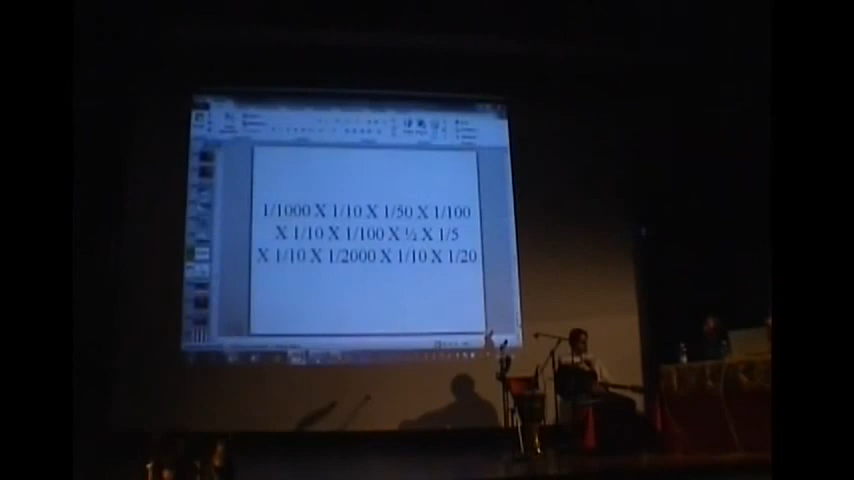 1/1000 X 1/10 X 1/50 X 1/100
X 1/10 X 1/100 X ½ X 1/5
X 1/10 X 1/2000 X 1/10 X 1/20